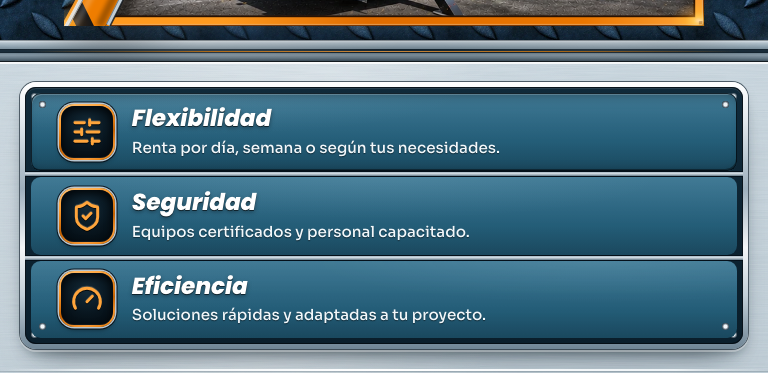 Flexibilidad
Renta por día, semana o según tus necesidades.
Seguridad
Equipos certificados y personal capacitado.
Eficiencia
Soluciones rápidas y adaptadas a tu proyecto.